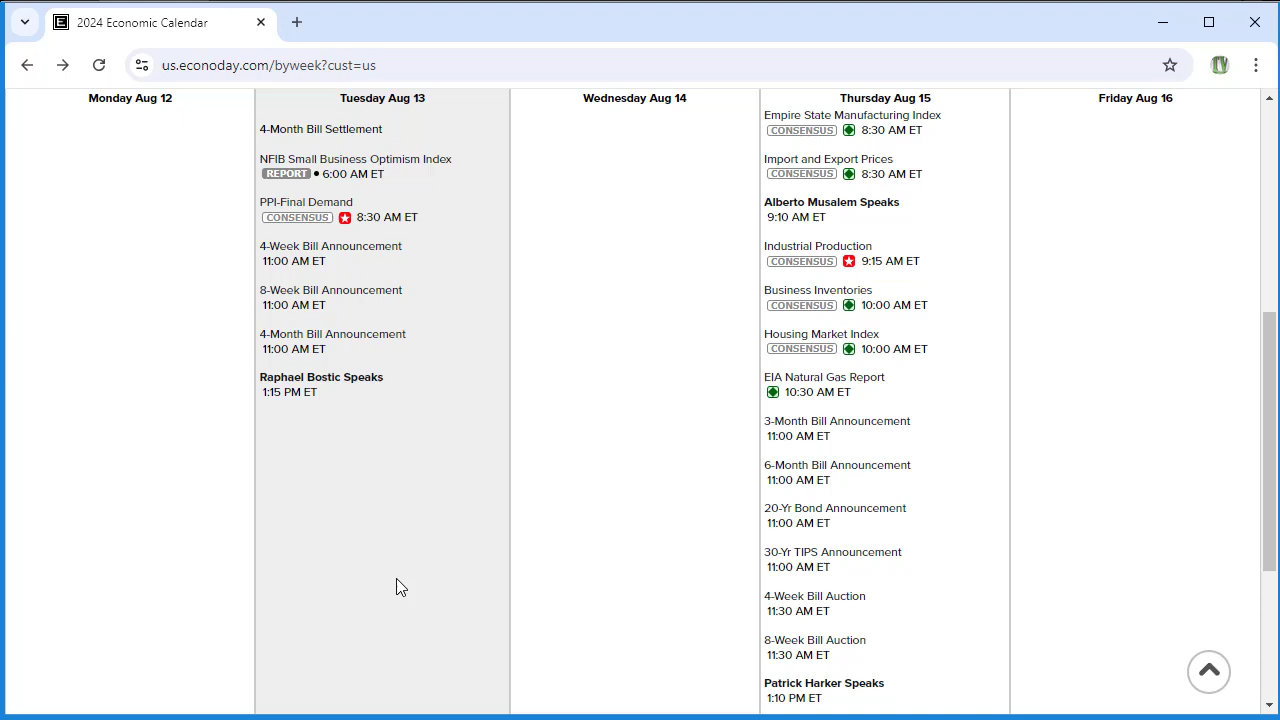 2024 Economic Calendar
us.econoday.com/byweek?cust=us
Monday Aug 12
Tuesday Aug 13
4-Month Bill Settlement
NFIB Small Business Optimism Index
REPORT • 6:00 AM ET
PPI-Final Demand
CONSENSUS 8:30 AM ET
4-Week Bill Announcement
11:00 AM ET
8-Week Bill Announcement
11:00 AM ET
4-Month Bill Announcement
11:00 AM ET
Raphael Bostic Speaks
1:15 PM ET
Wednesday Aug 14
Thursday Aug 15
Empire State Manufacturing Index
CONSENSUS 8:30 AM ET
Import and Export Prices
CONSENSUS 8:30 AM ET
Alberto Musalem Speaks
9:10 AM ET
Industrial Production
CONSENSUS 9:15 AM ET
Business Inventories
CONSENSUS 10:00 AM ET
Housing Market Index
CONSENSUS 10:00 AM ET
EIA Natural Gas Report
10:30 AM ET
3-Month Bill Announcement
11:00 AM ET
6-Month Bill Announcement
11:00 AM ET
20-Yr Bond Announcement
11:00 AM ET
30-Yr TIPS Announcement
11:00 AM ET
4-Week Bill Auction
11:30 AM ET
8-Week Bill Auction
11:30 AM ET
Patrick Harker Speaks
1:10 PM ET
Friday Aug 16